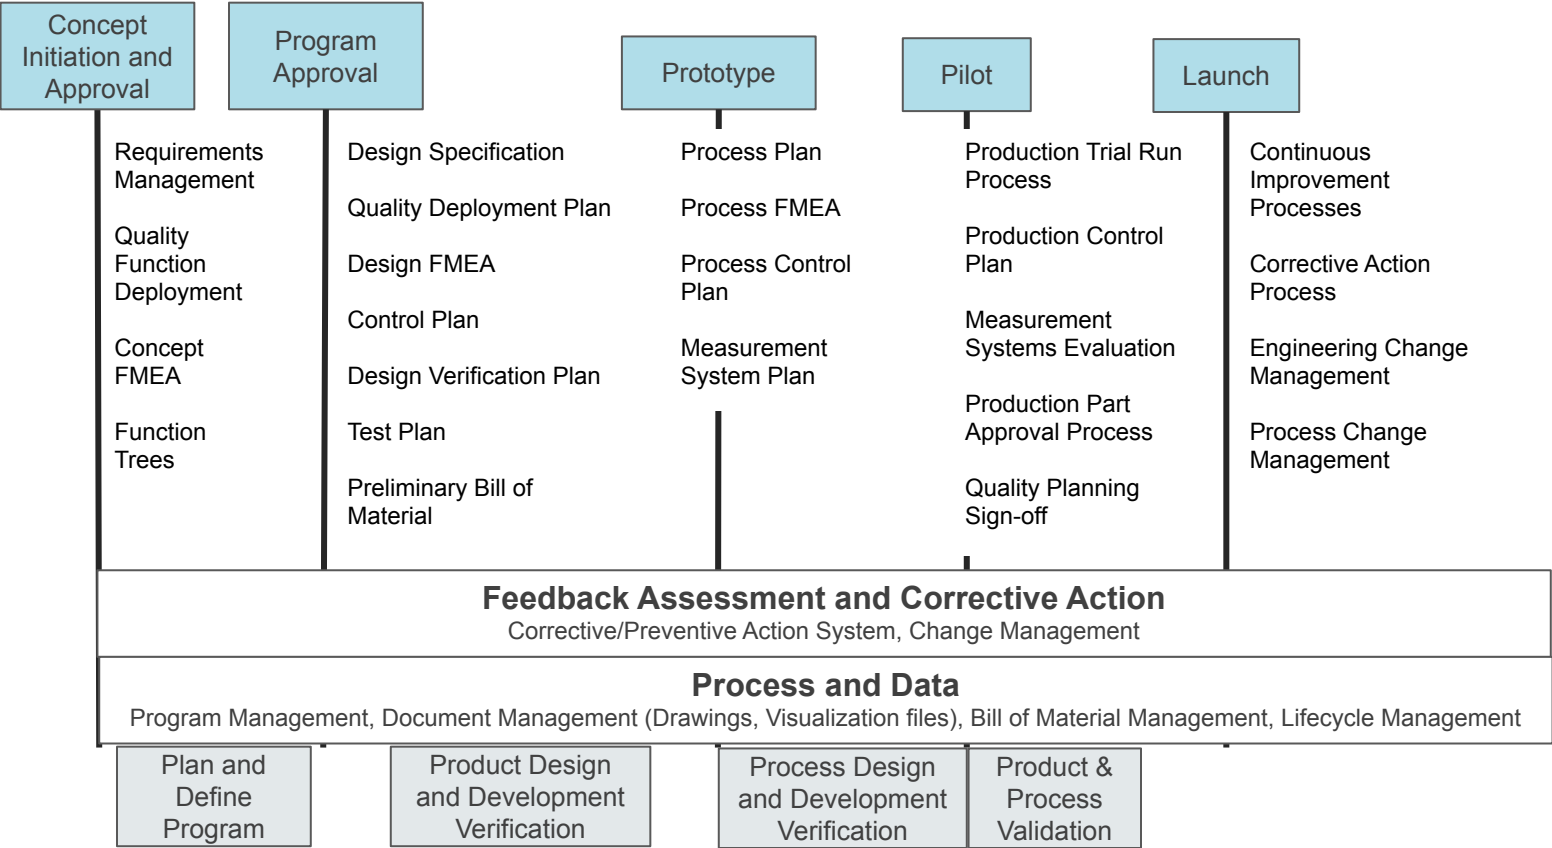 Concept
Initiation and
Approval
Program
Approval
Prototype
Pilot
Launch
Requirements
Management
Quality
Function
Deployment
Concept
FMEA
Function
Trees
Design Specification
Quality Deployment Plan
Design FMEA
Control Plan
Design Verification Plan
Test Plan
Preliminary Bill of
Material
Process Plan
Process FMEA
Process Control
Plan
Measurement
System Plan
Production Trial Run
Process
Production Control
Plan
Measurement
Systems Evaluation
Production Part
Approval Process
Quality Planning
Sign-off
Continuous
Improvement
Processes
Corrective Action
Process
Engineering Change
Management
Process Change
Management
Feedback Assessment and Corrective Action
Corrective/Preventive Action System, Change Management
Process and Data
Program Management, Document Management (Drawings, Visualization files), Bill of Material Management, Lifecycle Management
Plan and
Define
Program
Product Design
and Development
Verification
Process Design
and Development
Verification
Product &
Process
Validation